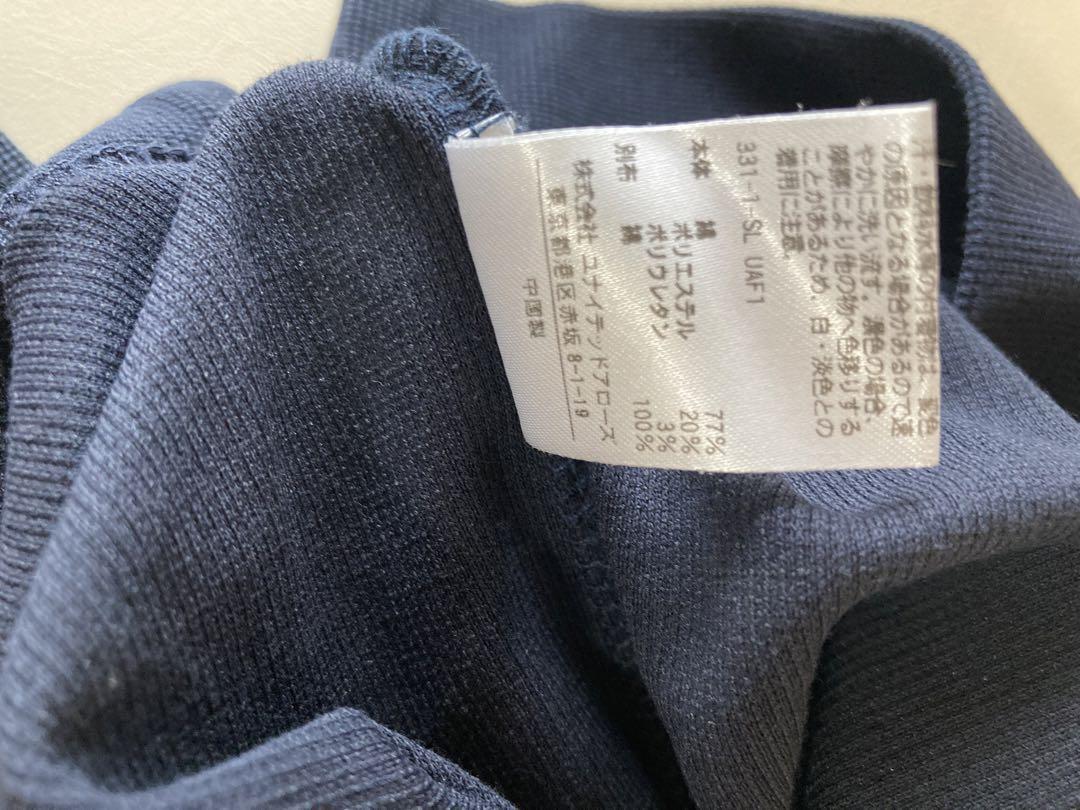 の原因となる場合があるので速
やかに洗い流す。濃色の場合、
摩擦により他の物へ色移りする
ことがあるため、白・淡色との
着用に注意。
331-1-SL UAF1
本体 綿 77%
ポリエステル 20%
ポリウレタン 3%
別布 綿 100%
株式会社 ユナイテッドアローズ
東京都港区赤坂 8-1-19
中国製